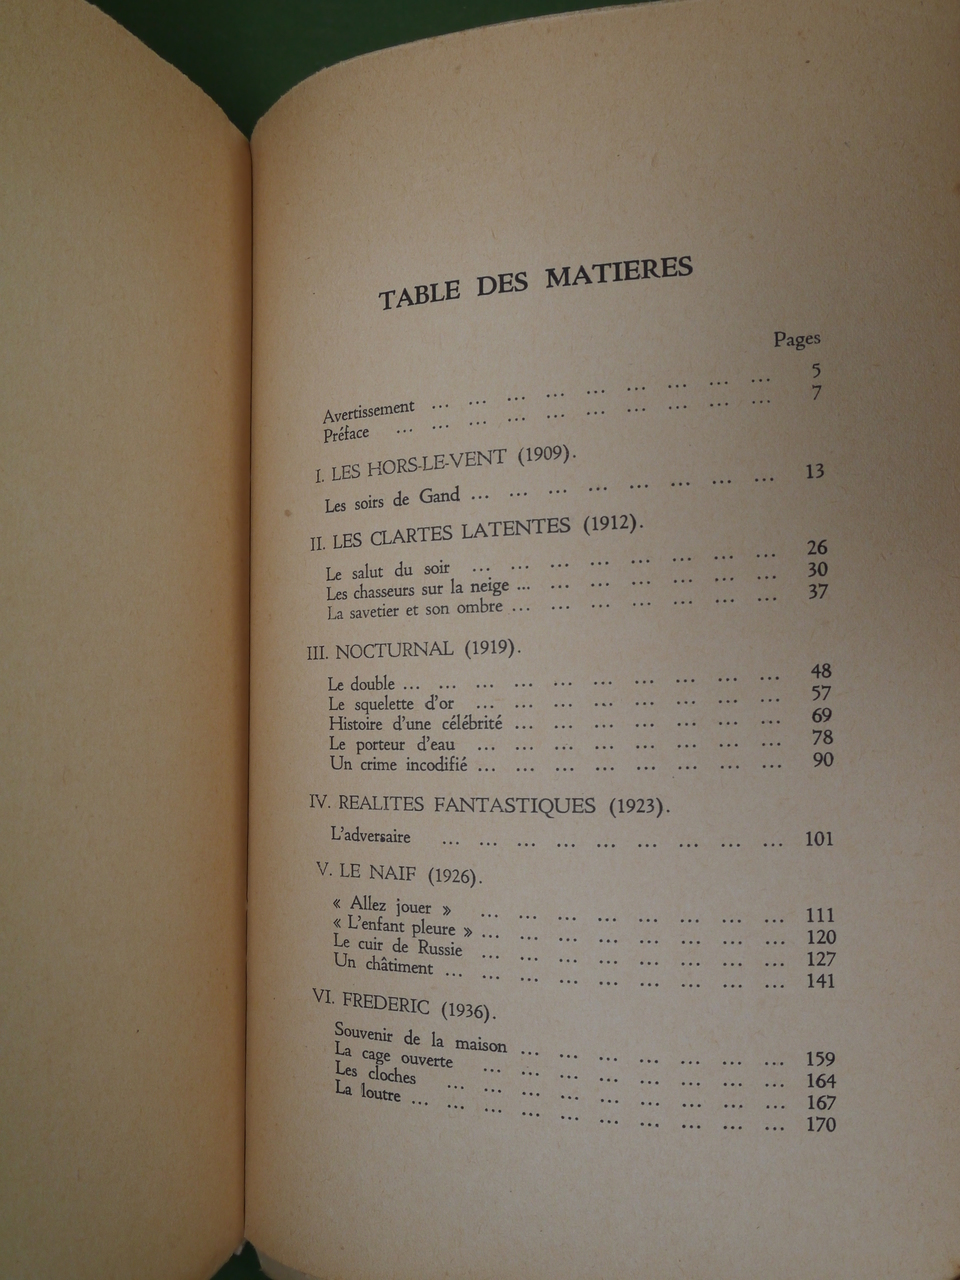 TABLE DES MATIERES
Pages
Avertissement ... ... ... ... ... ... ... ... ... 5
Préface ... ... ... ... ... ... ... ... ... ... 7
I. LES HORS-LE-VENT (1909).
Les soirs de Gand ... ... ... ... ... ... ... ... 13
II. LES CLARTES LATENTES (1912).
Le salut du soir ... ... ... ... ... ... ... ... 26
Les chasseurs sur la neige ... ... ... ... ... ... ... 30
La savetier et son ombre ... ... ... ... ... ... ... 37
III. NOCTURNAL (1919).
Le double ... ... ... ... ... ... ... ... ... ... 48
Le squelette d'or ... ... ... ... ... ... ... ... 57
Histoire d'une célébrité ... ... ... ... ... ... ... 69
Le porteur d'eau ... ... ... ... ... ... ... ... 78
Un crime incodifié ... ... ... ... ... ... ... ... 90
IV. REALITES FANTASTIQUES (1923).
L'adversaire ... ... ... ... ... ... ... ... ... 101
V. LE NAIF (1926).
« Allez jouer » ... ... ... ... ... ... ... ... 111
« L'enfant pleure » ... ... ... ... ... ... ... ... 120
Le cuir de Russie ... ... ... ... ... ... ... ... 127
Un châtiment ... ... ... ... ... ... ... ... ... 141
VI. FREDERIC (1936).
Souvenir de la maison ... ... ... ... ... ... ... 159
La cage ouverte ... ... ... ... ... ... ... ... 164
Les cloches ... ... ... ... ... ... ... ... ... 167
La loutre ... ... ... ... ... ... ... ... ... ... 170